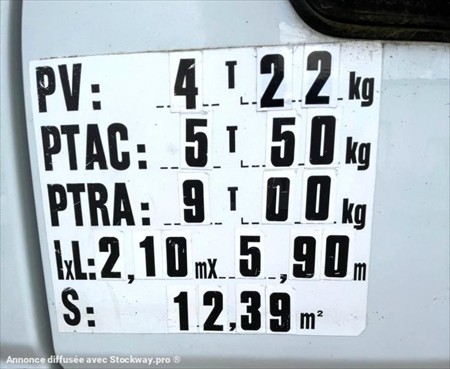 PV: 4 T 22 kg
PTAC: 5 T 50 kg
PTRA: 9 T 00 kg
lxL: 2,10 mx 5,90 m
S: 12,39 m²
Annonce diffusée avec Stockway.pro ®